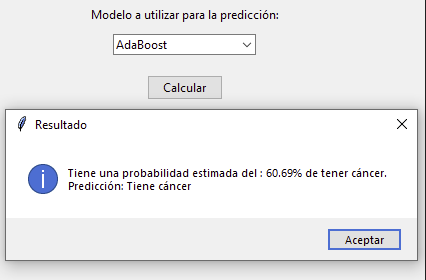 Modelo a utilizar para la predicción:
AdaBoost
Calcular
Resultado
Tiene una probabilidad estimada del : 60.69% de tener cáncer.
Predicción: Tiene cáncer
Aceptar